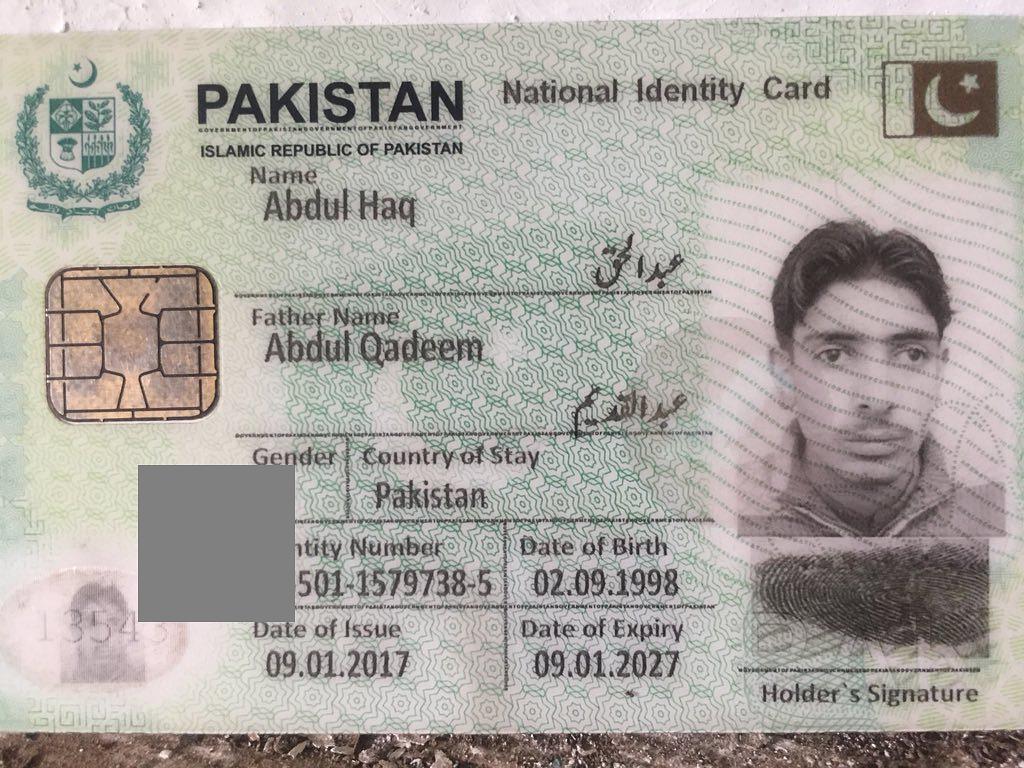 PAKISTAN National Identity Card
ISLAMIC REPUBLIC OF PAKISTAN
Name
Abdul Haq
عبدالحق
Father Name
Abdul Qadeem
عبدالقدیم
Gender Country of Stay
Pakistan
ntity Number Date of Birth
501-1579738-5 02.09.1998
13543
Date of Issue Date of Expiry
09.01.2017 09.01.2027
Holder`s Signature